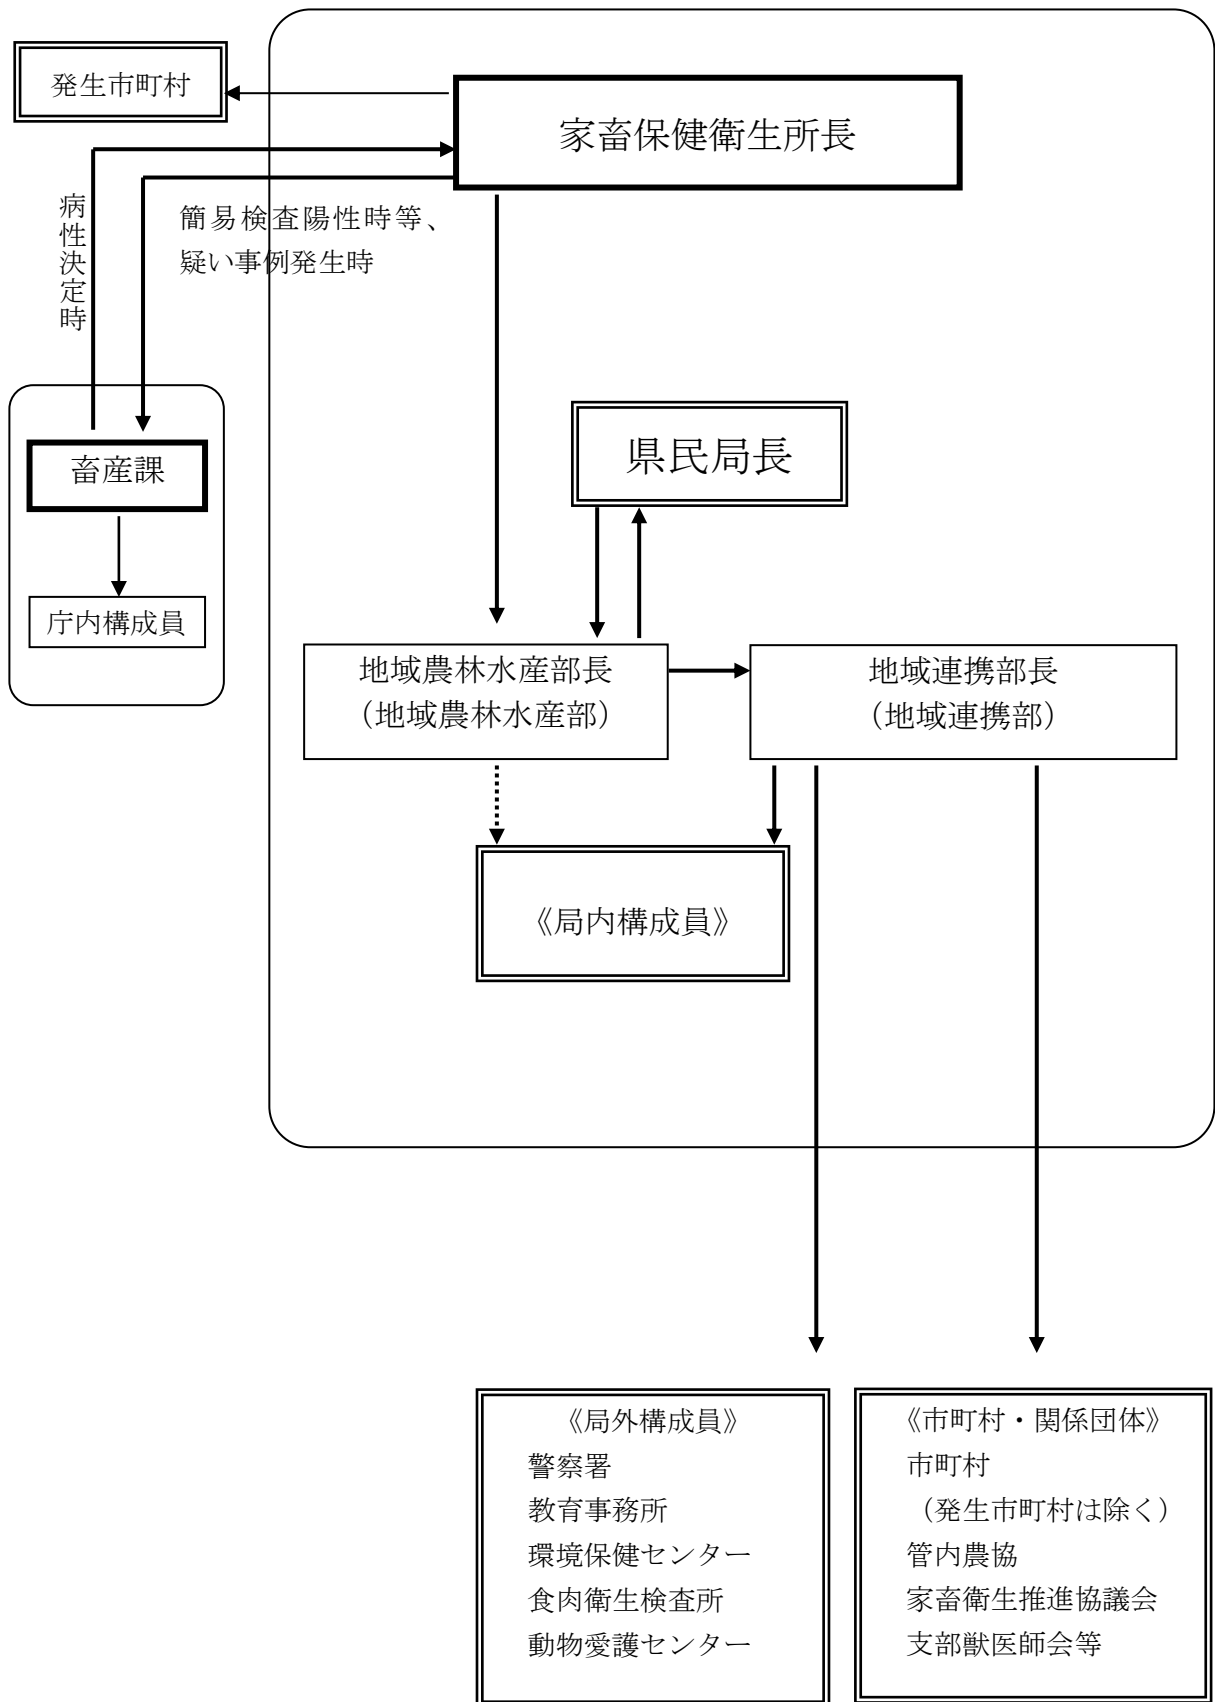 発生市町村
家畜保健衛生所長
病性決定時
簡易検査陽性時等、
疑い事例発生時
畜産課
庁内構成員
県民局長
地域農林水産部長
（地域農林水産部）
地域連携部長
（地域連携部）
《局内構成員》
《局外構成員》
警察署
教育事務所
環境保健センター
食肉衛生検査所
動物愛護センター
《市町村・関係団体》
市町村
（発生市町村は除く）
管内農協
家畜衛生推進協議会
支部獣医師会等